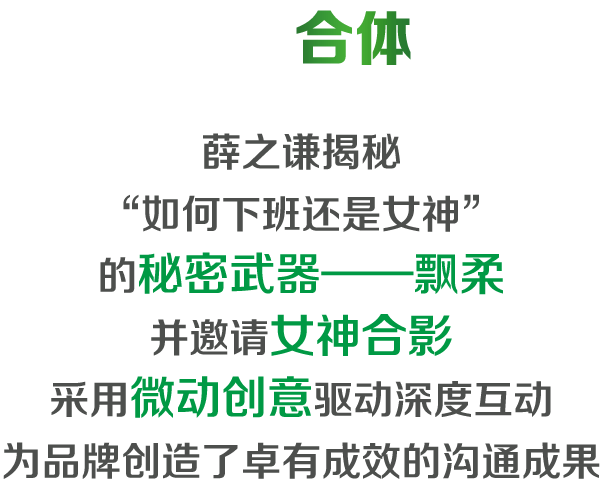 合体
薛之谦揭秘
“如何下班还是女神”
的秘密武器——飘柔
并邀请女神合影
采用微动创意驱动深度互动
为品牌创造了卓有成效的沟通成果